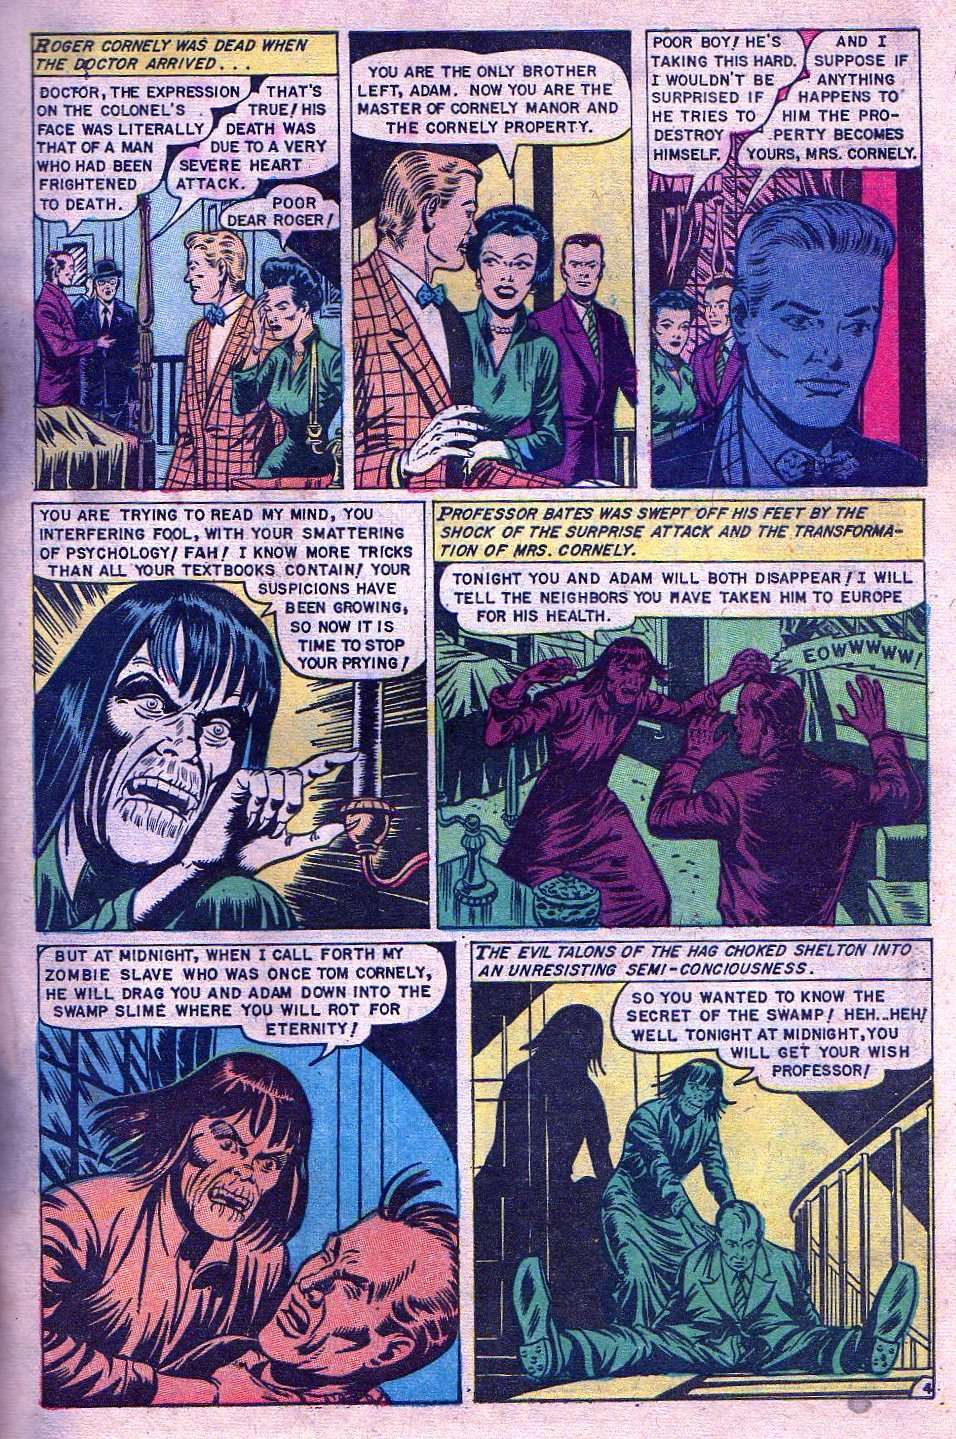 ROGER CORNELY WAS DEAD WHEN
THE DOCTOR ARRIVED . . .
DOCTOR, THE EXPRESSION
ON THE COLONEL'S
FACE WAS LITERALLY
THAT OF A MAN
WHO HAD BEEN
FRIGHTENED
TO DEATH.
THAT'S
TRUE! HIS
DEATH WAS
DUE TO A VERY
SEVERE HEART
ATTACK.
POOR
DEAR ROGER!
YOU ARE THE ONLY BROTHER
LEFT, ADAM. NOW YOU ARE THE
MASTER OF CORNELY MANOR AND
THE CORNELY PROPERTY.
POOR BOY! HE'S
TAKING THIS HARD.
I WOULDN'T BE
SURPRISED IF
HE TRIES TO
DESTROY
HIMSELF.
AND I
SUPPOSE IF
ANYTHING
HAPPENS TO
HIM THE PRO-
PERTY BECOMES
YOURS, MRS. CORNELY.
YOU ARE TRYING TO READ MY MIND, YOU
INTERFERING FOOL, WITH YOUR SMATTERING
OF PSYCHOLOGY! FAH! I KNOW MORE TRICKS
THAN ALL YOUR TEXTBOOKS CONTAIN! YOUR
SUSPICIONS HAVE
BEEN GROWING,
SO NOW IT IS
TIME TO STOP
YOUR PRYING!
PROFESSOR BATES WAS SWEPT OFF HIS FEET BY THE
SHOCK OF THE SURPRISE ATTACK AND THE TRANSFORMA-
TION OF MRS. CORNELY.
TONIGHT YOU AND ADAM WILL BOTH DISAPPEAR! I WILL
TELL THE NEIGHBORS YOU HAVE TAKEN HIM TO EUROPE
FOR HIS HEALTH.
EOWWWWW!
BUT AT MIDNIGHT, WHEN I CALL FORTH MY
ZOMBIE SLAVE WHO WAS ONCE TOM CORNELY,
HE WILL DRAG YOU AND ADAM DOWN INTO THE
SWAMP SLIME WHERE YOU WILL ROT FOR
ETERNITY!
THE EVIL TALONS OF THE HAG CHOKED SHELTON INTO
AN UNRESISTING SEMI-CONCIOUSNESS.
SO YOU WANTED TO KNOW THE
SECRET OF THE SWAMP! HEH...HEH!
WELL TONIGHT AT MIDNIGHT, YOU
WILL GET YOUR WISH
PROFESSOR!
4